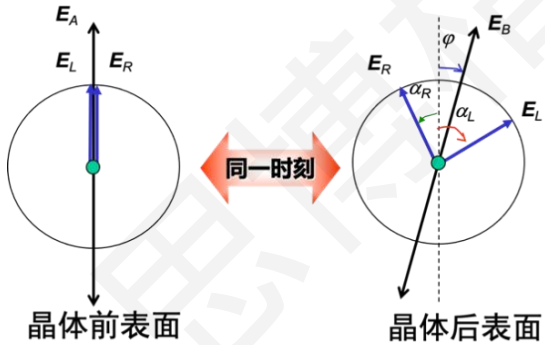 E_A
E_L E_R
晶体前表面
同一时刻
φ E_B
E_R α_R α_L E_L
晶体后表面